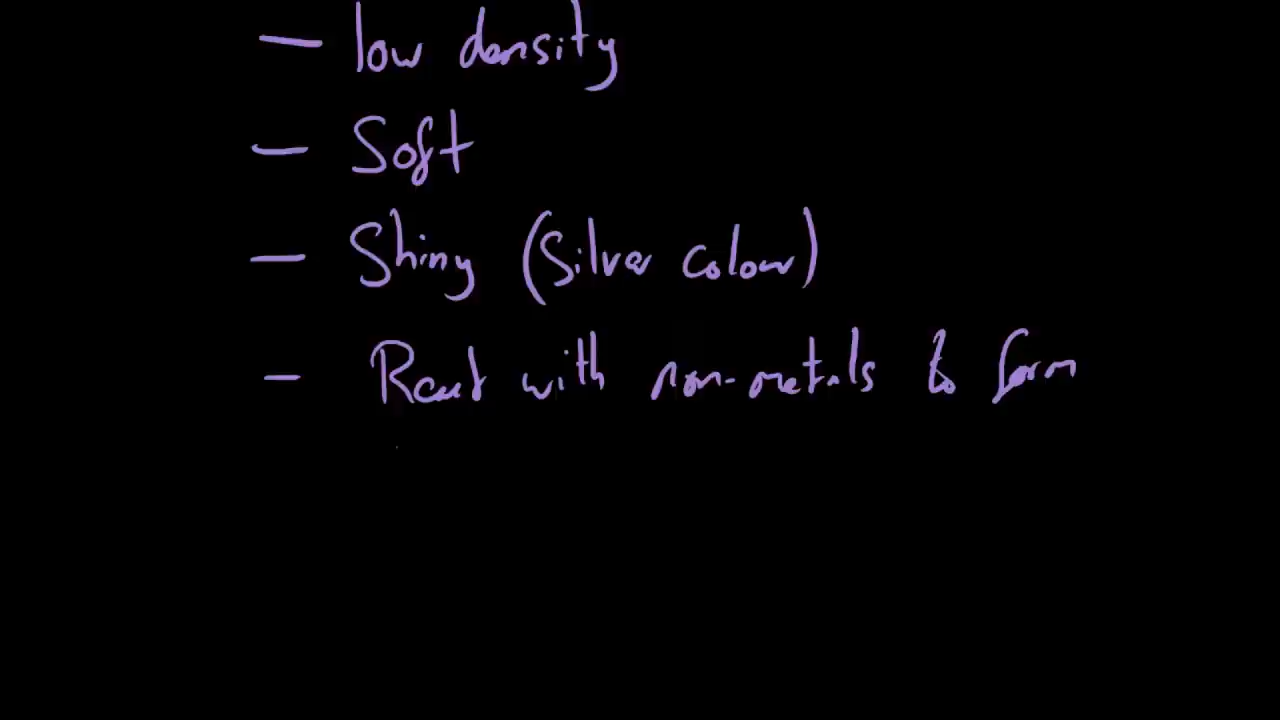 — low density
— Soft
— Shiny (Silver colour)
- React with non-metals to form